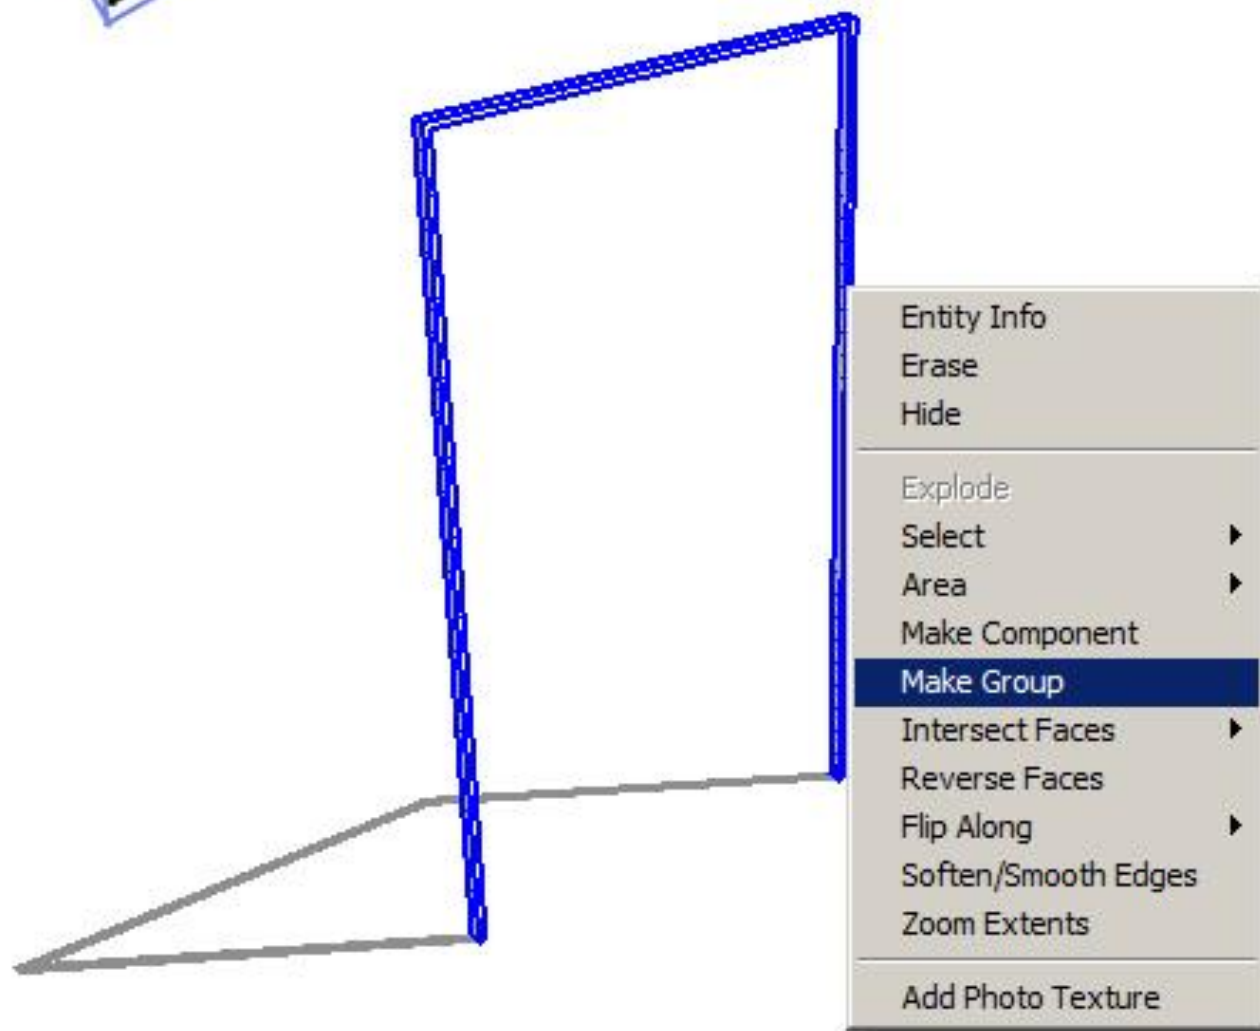 Entity Info
Erase
Hide
Explode
Select
Area
Make Component
Make Group
Intersect Faces
Reverse Faces
Flip Along
Soften/Smooth Edges
Zoom Extents
Add Photo Texture